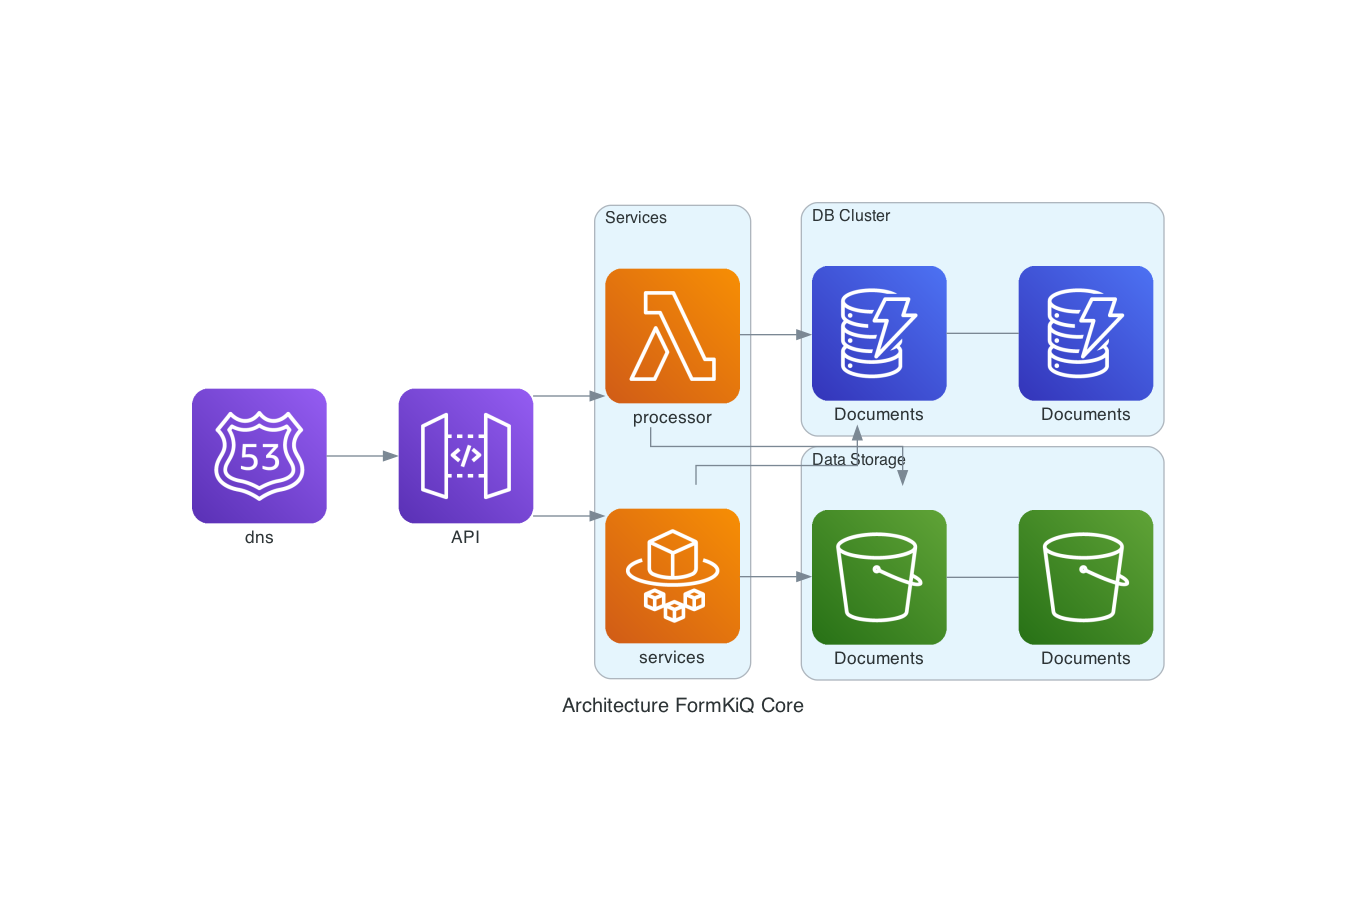 Services
DB Cluster
processor
Documents
Documents
Data Storage
53
</>
dns
API
services
Documents
Documents
Architecture FormKiQ Core